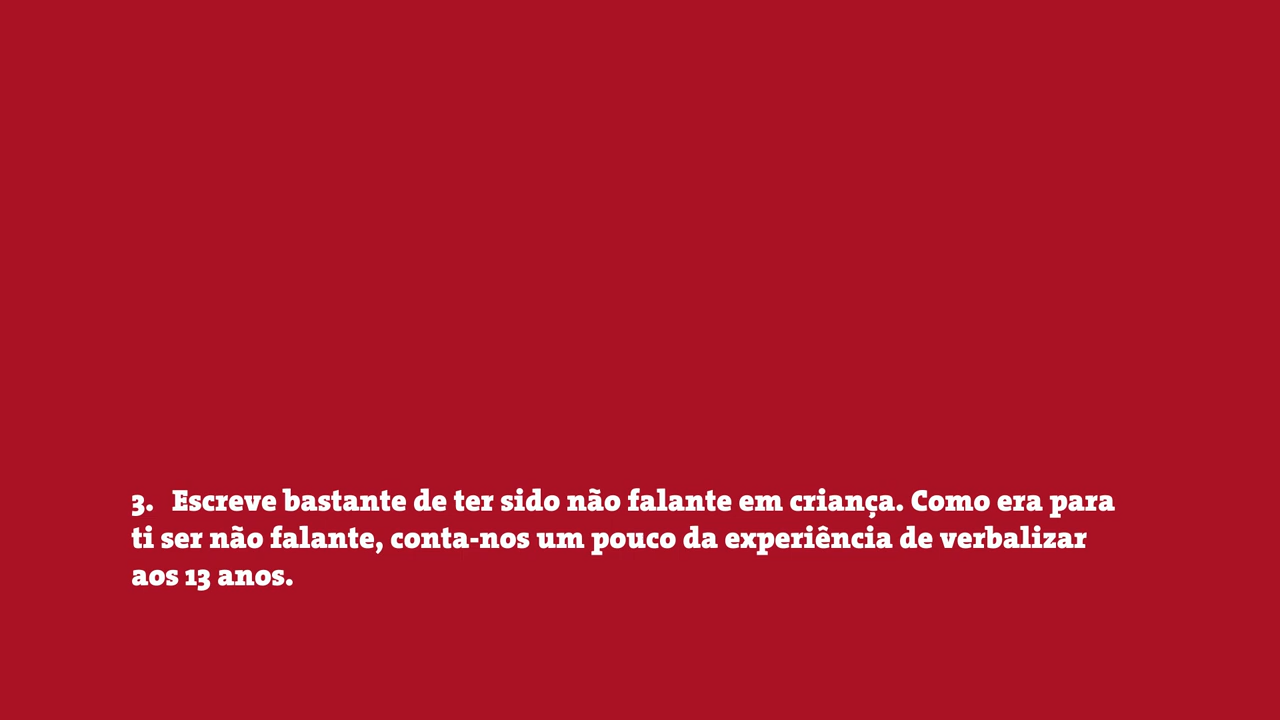 3. Escreve bastante de ter sido não falante em criança. Como era para
ti ser não falante, conta-nos um pouco da experiência de verbalizar
aos 13 anos.